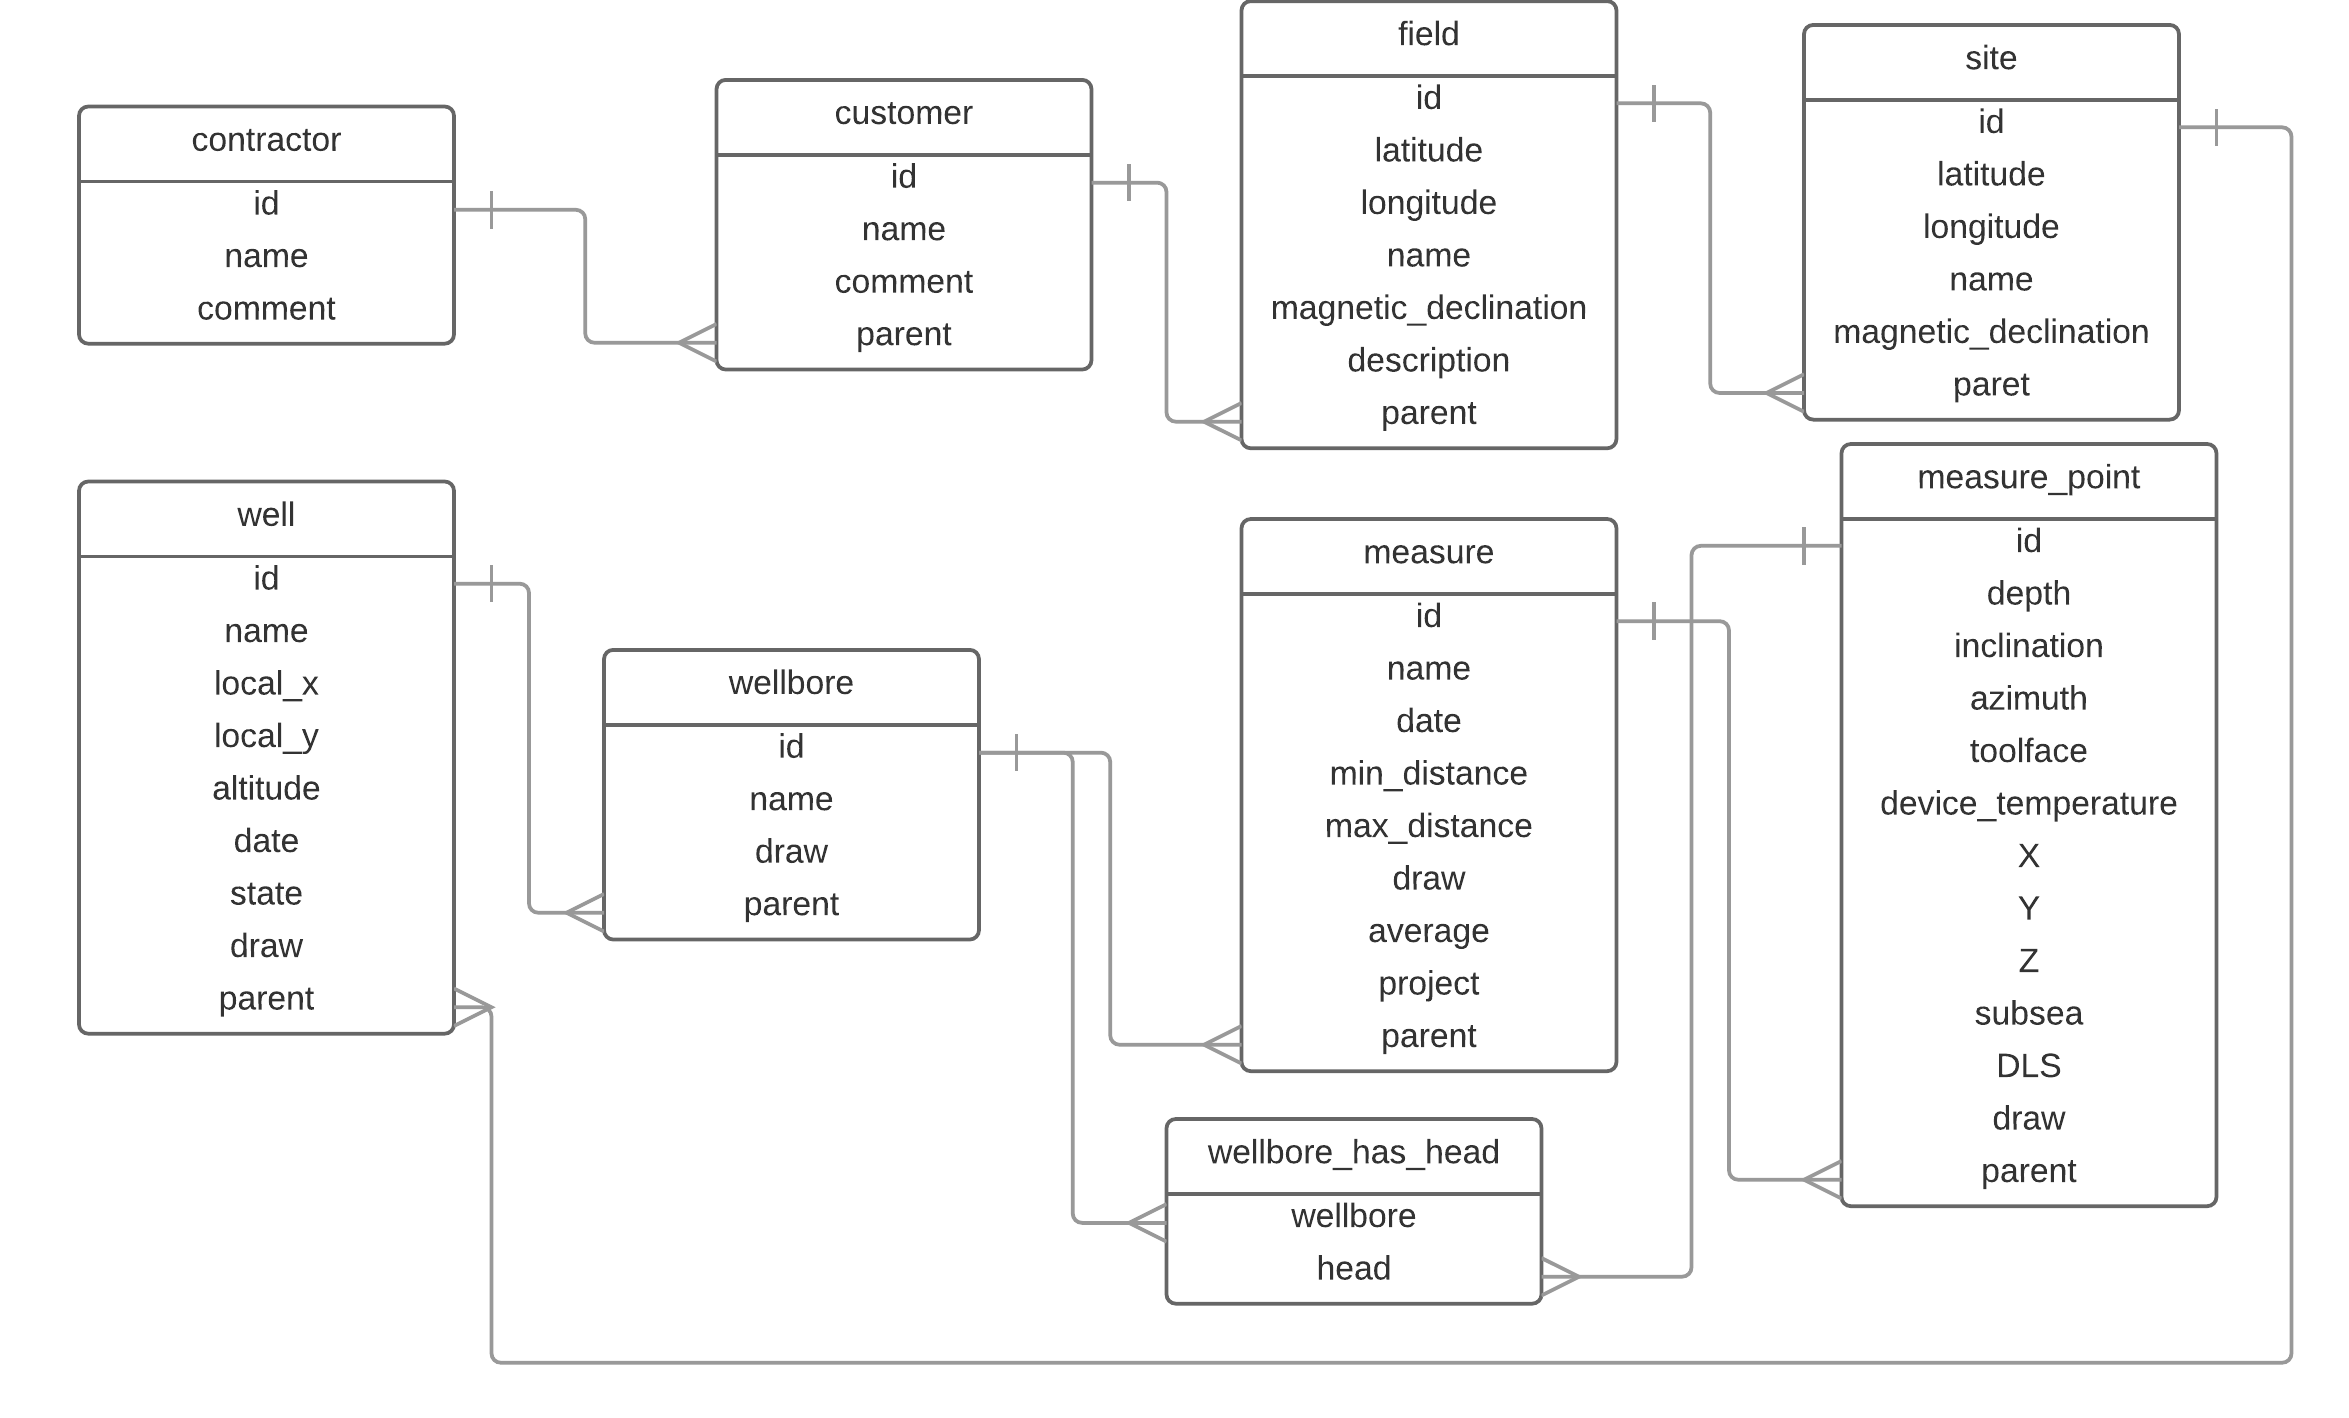 contractor
id
name
comment
customer
id
name
comment
parent
field
id
latitude
longitude
name
magnetic_declination
description
parent
site
id
latitude
longitude
name
magnetic_declination
paret
well
id
name
local_x
local_y
altitude
date
state
draw
parent
wellbore
id
name
draw
parent
measure
id
name
date
min_distance
max_distance
draw
average
project
parent
measure_point
id
depth
inclination
azimuth
toolface
device_temperature
X
Y
Z
subsea
DLS
draw
parent
wellbore_has_head
wellbore
head